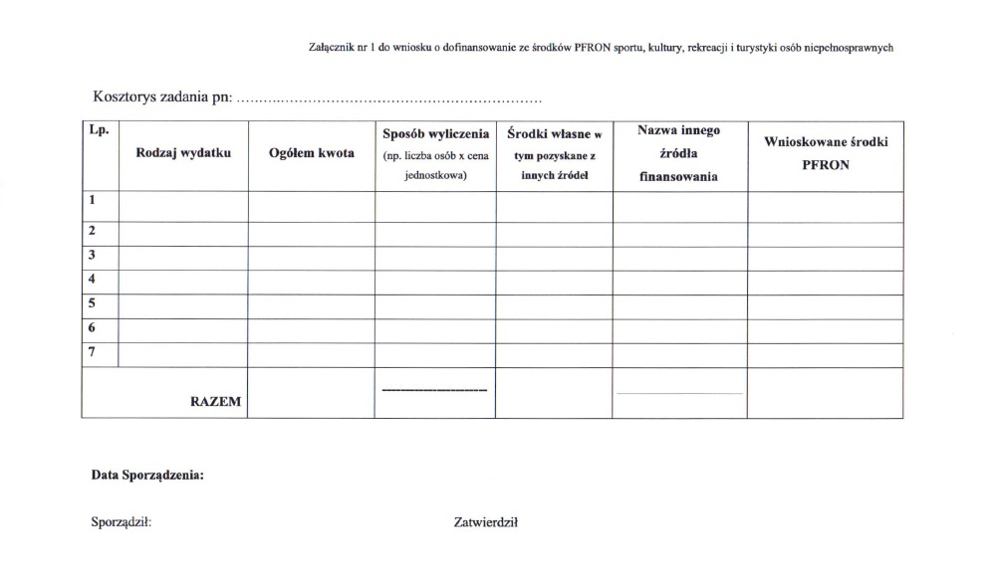 Załącznik nr 1 do wniosku o dofinansowanie ze środków PFRON sportu, kultury, rekreacji i turystyki osób niepełnosprawnych
Kosztorys zadania pn: ....................................................................
Lp.
Rodzaj wydatku
Ogółem kwota
Sposób wyliczenia
(np. liczba osób x cena
jednostkowa)
Środki własne w
tym pozyskane z
innych źródeł
Nazwa innego
źródła
finansowania
Wnioskowane środki
PFRON
1
2
3
4
5
6
7
RAZEM
Data Sporządzenia:
Sporządził: Zatwierdził